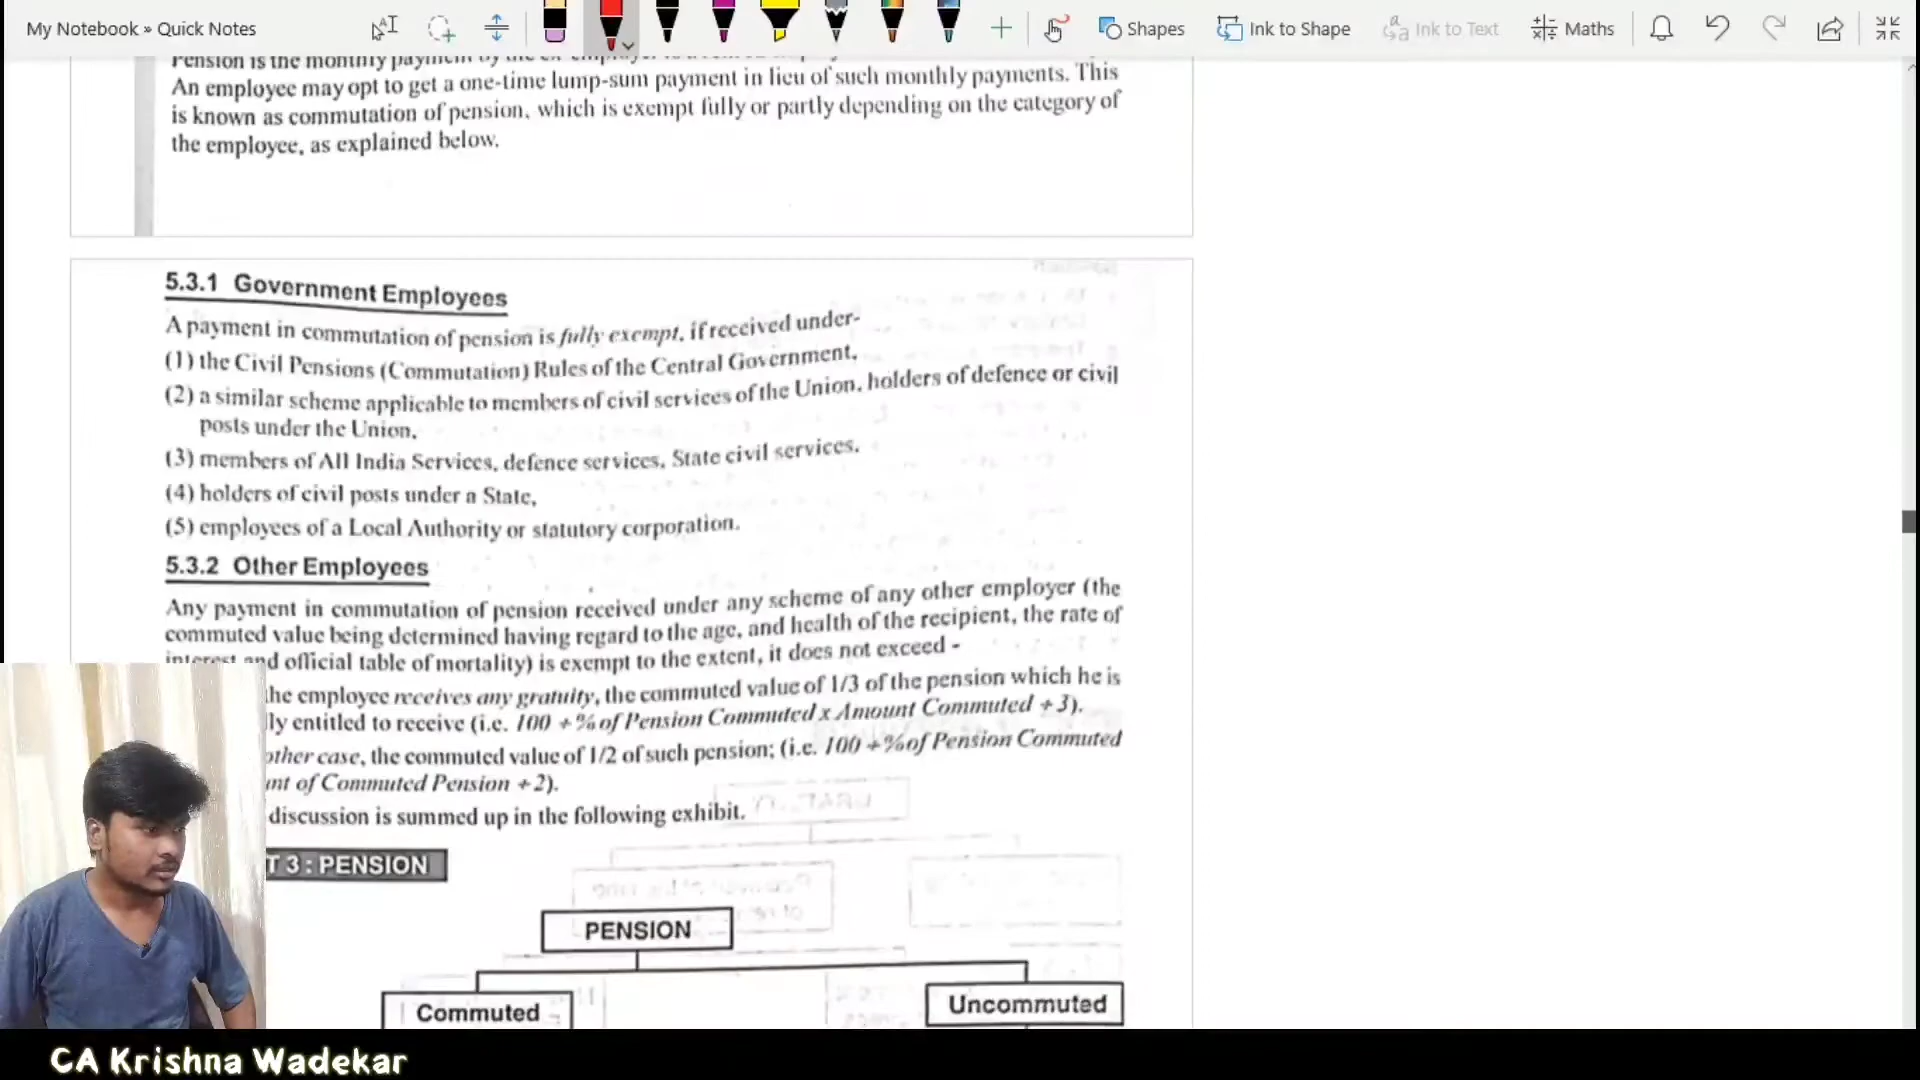 My Notebook » Quick Notes
Shapes
Ink to Shape
Ink to Text
Maths
Pension is the monthly payment by the ex-employer
An employee may opt to get a one-time lump-sum payment in lieu of such monthly payments. This
is known as commutation of pension, which is exempt fully or partly depending on the category of
the employee, as explained below.
5.3.1 Government Employees
A payment in commutation of pension is fully exempt, if received under-
(1) the Civil Pensions (Commutation) Rules of the Central Government,
(2) a similar scheme applicable to members of civil services of the Union, holders of defence or civil
posts under the Union,
(3) members of All India Services, defence services, State civil services,
(4) holders of civil posts under a State,
(5) employees of a Local Authority or statutory corporation.
5.3.2 Other Employees
Any payment in commutation of pension received under any scheme of any other employer (the
commuted value being determined having regard to the age, and health of the recipient, the rate of
interest and official table of mortality) is exempt to the extent, it does not exceed -
he employee receives any gratuity, the commuted value of 1/3 of the pension which he is
ly entitled to receive (i.e. 100 ÷ % of Pension Commuted x Amount Commuted ÷ 3).
other case, the commuted value of 1/2 of such pension; (i.e. 100 ÷ % of Pension Commuted
nt of Commuted Pension ÷ 2).
discussion is summed up in the following exhibit.
T 3 : PENSION
PENSION
Commuted
Uncommuted
CA Krishna Wadekar